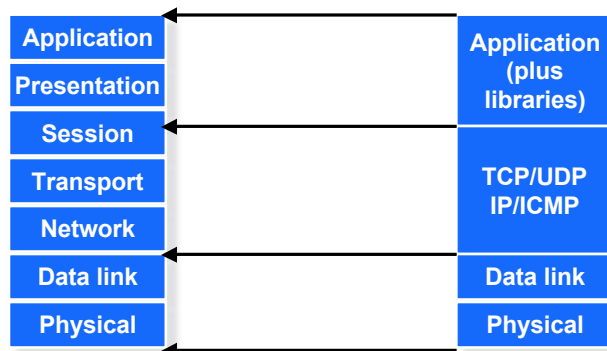 Application
Presentation
Session
Transport
Network
Data link
Physical
Application
(plus
libraries)
TCP/UDP
IP/ICMP
Data link
Physical